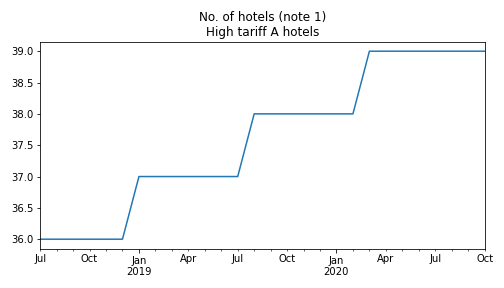 No. of hotels (note 1)
High tariff A hotels
39.0
38.5
38.0
37.5
37.0
36.5
36.0
Jul
Oct
Jan
2019
Apr
Jul
Oct
Jan
2020
Apr
Jul
Oct